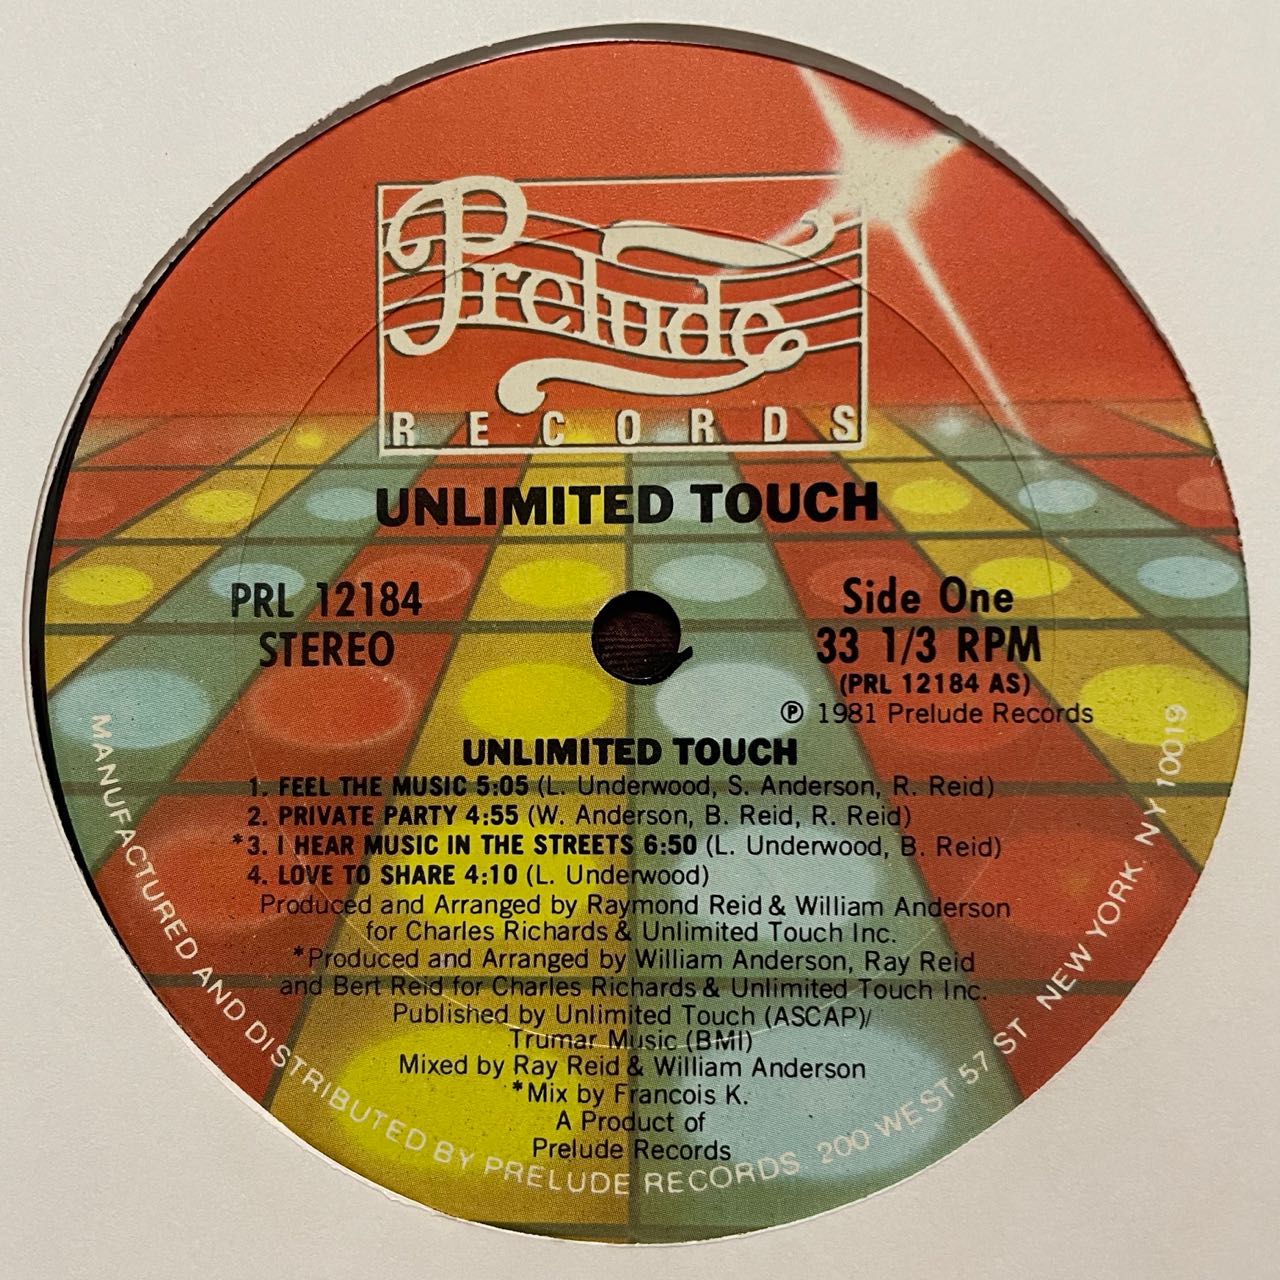 Prelude
RECORDS
UNLIMITED TOUCH
PRL 12184
STEREO
Side One
33 1/3 RPM
(PRL 12184 AS)
℗ 1981 Prelude Records
UNLIMITED TOUCH
1. FEEL THE MUSIC 5:05 (L. Underwood, S. Anderson, R. Reid)
2. PRIVATE PARTY 4:55 (W. Anderson, B. Reid, R. Reid)
*3. I HEAR MUSIC IN THE STREETS 6:50 (L. Underwood, B. Reid)
4. LOVE TO SHARE 4:10 (L. Underwood)
Produced and Arranged by Raymond Reid & William Anderson
for Charles Richards & Unlimited Touch Inc.
*Produced and Arranged by William Anderson, Ray Reid
and Bert Reid for Charles Richards & Unlimited Touch Inc.
Published by Unlimited Touch (ASCAP)/
Trumar Music (BMI)
Mixed by Ray Reid & William Anderson
*Mix by Francois K.
A Product of
Prelude Records
MANUFACTURED AND DISTRIBUTED BY PRELUDE RECORDS 200 WEST 57 ST NEW YORK NY 10019